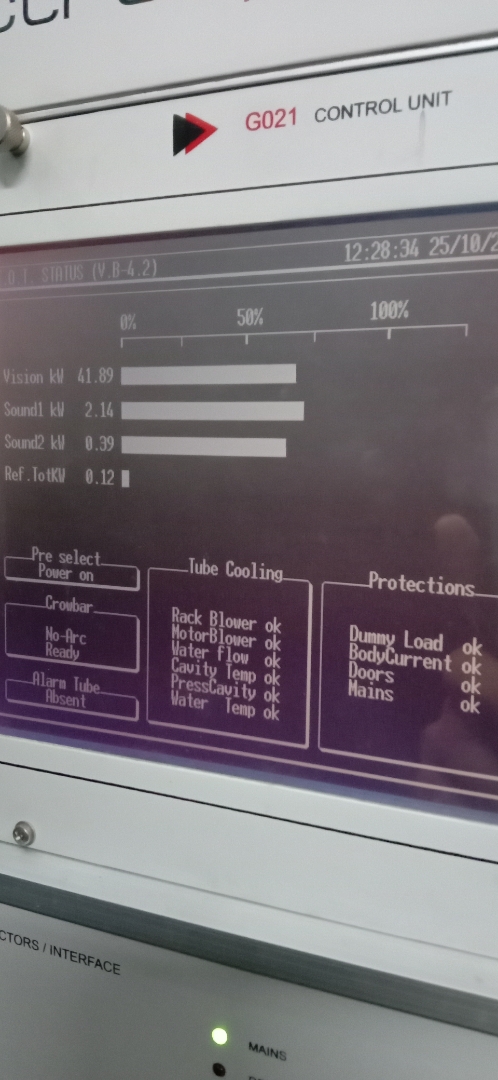 G021 CONTROL UNIT
STATUS (V.B-4.2) 12:28:34 25/10/2
0% 50% 100%
Vision kW 41.89
Sound1 kW 2.14
Sound2 kW 0.39
Ref.TotKW 0.12
Pre select
Power on
Crowbar
No-Arc
Ready
Alarm Tube
Absent
Tube Cooling
Rack Blower ok
MotorBlower ok
Water flow ok
Cavity Temp ok
PressCavity ok
Water Temp ok
Protections
Dummy Load ok
BodyCurrent ok
Doors ok
Mains ok
CTORS / INTERFACE
MAINS